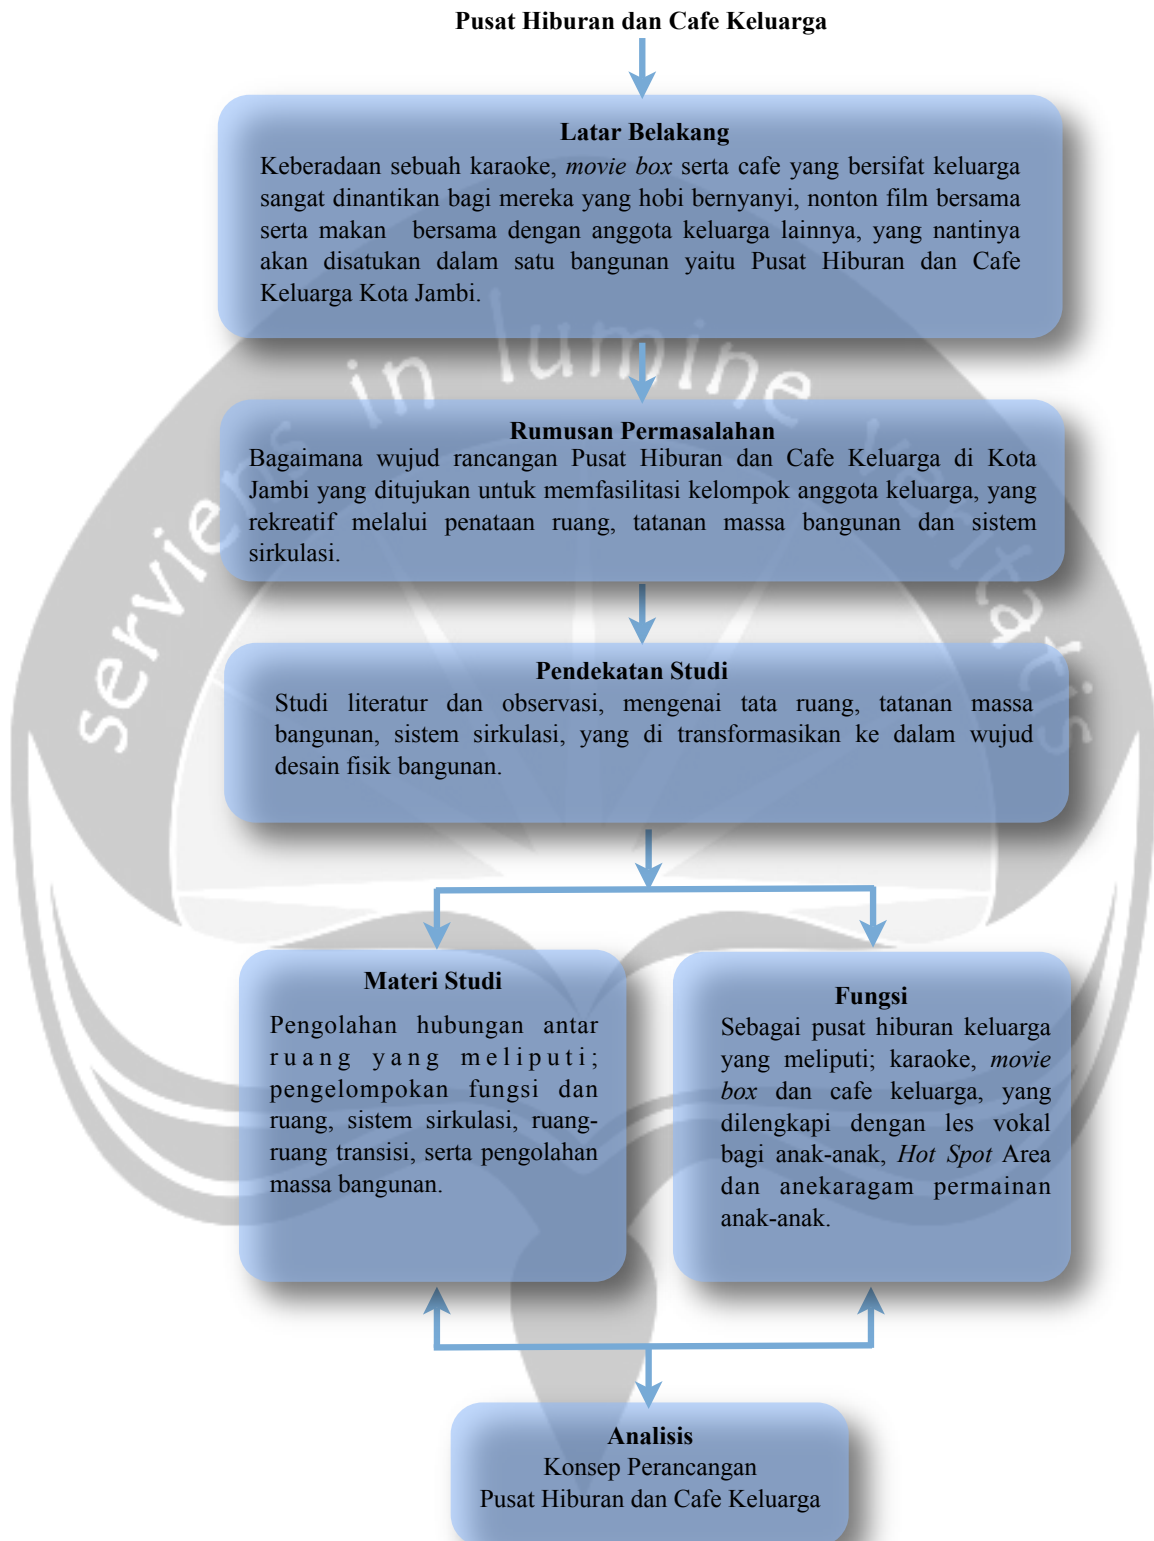 Pusat Hiburan dan Cafe Keluarga
Latar Belakang
Keberadaan sebuah karaoke, movie box serta cafe yang bersifat keluarga
sangat dinantikan bagi mereka yang hobi bernyanyi, nonton film bersama
serta makan bersama dengan anggota keluarga lainnya, yang nantinya
akan disatukan dalam satu bangunan yaitu Pusat Hiburan dan Cafe
Keluarga Kota Jambi.
Rumusan Permasalahan
Bagaimana wujud rancangan Pusat Hiburan dan Cafe Keluarga di Kota
Jambi yang ditujukan untuk memfasilitasi kelompok anggota keluarga, yang
rekreatif melalui penataan ruang, tatanan massa bangunan dan sistem
sirkulasi.
Pendekatan Studi
Studi literatur dan observasi, mengenai tata ruang, tatanan massa
bangunan, sistem sirkulasi, yang di transformasikan ke dalam wujud
desain fisik bangunan.
Materi Studi
Pengolahan hubungan antar
ruang yang meliputi;
pengelompokan fungsi dan
ruang, sistem sirkulasi, ruang-
ruang transisi, serta pengolahan
massa bangunan.
Fungsi
Sebagai pusat hiburan keluarga
yang meliputi; karaoke, movie
box dan cafe keluarga, yang
dilengkapi dengan les vokal
bagi anak-anak, Hot Spot Area
dan anekaragam permainan
anak-anak.
Analisis
Konsep Perancangan
Pusat Hiburan dan Cafe Keluarga
serviens in lumine veritatis